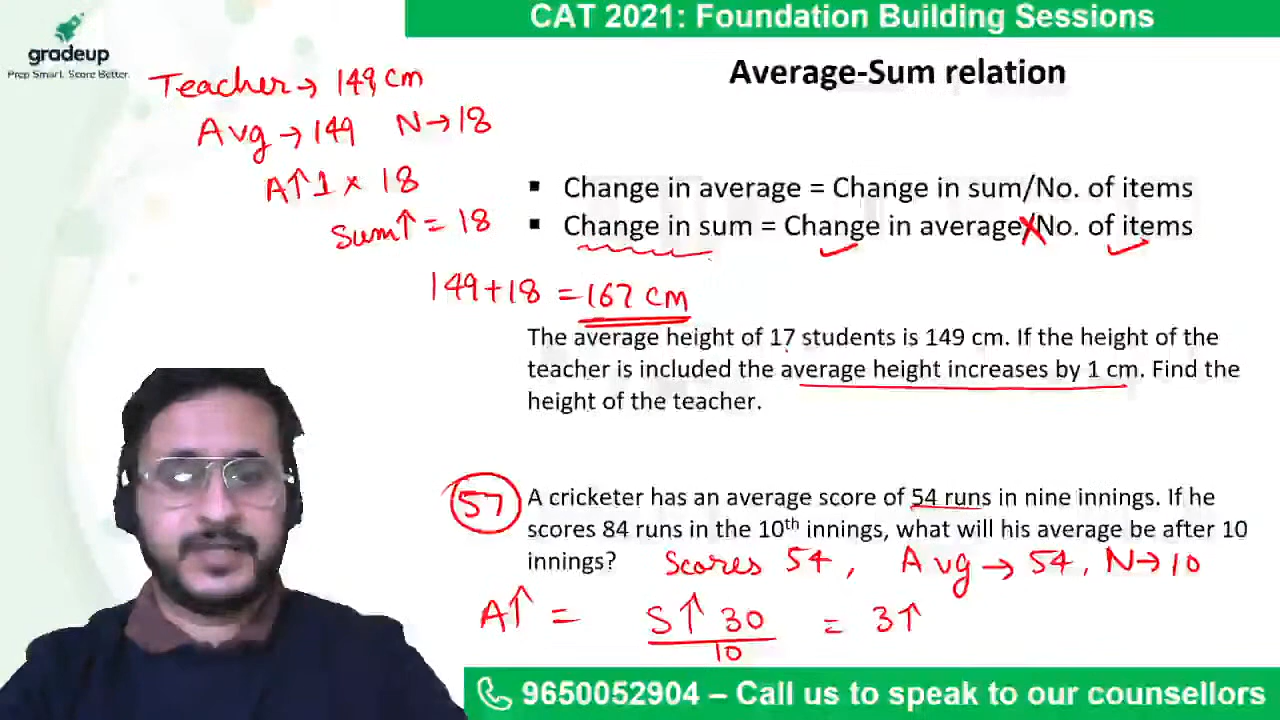 CAT 2021: Foundation Building Sessions
gradeup
Prep Smart. Score Better.
Average-Sum relation
Teacher → 149 cm
Avg → 149 N → 18
A↑ 1 × 18
Sum↑ = 18
149+18 = 167 cm
▪ Change in average = Change in sum/No. of items
▪ Change in sum = Change in average/No. of items
×
The average height of 17 students is 149 cm. If the height of the
teacher is included the average height increases by 1 cm. Find the
height of the teacher.
57
A cricketer has an average score of 54 runs in nine innings. If he
scores 84 runs in the 10th innings, what will his average be after 10
innings?
Scores 54, Avg → 54, N → 10
A↑ = S↑ 30 = 3↑
10
9650052904 – Call us to speak to our counsellors